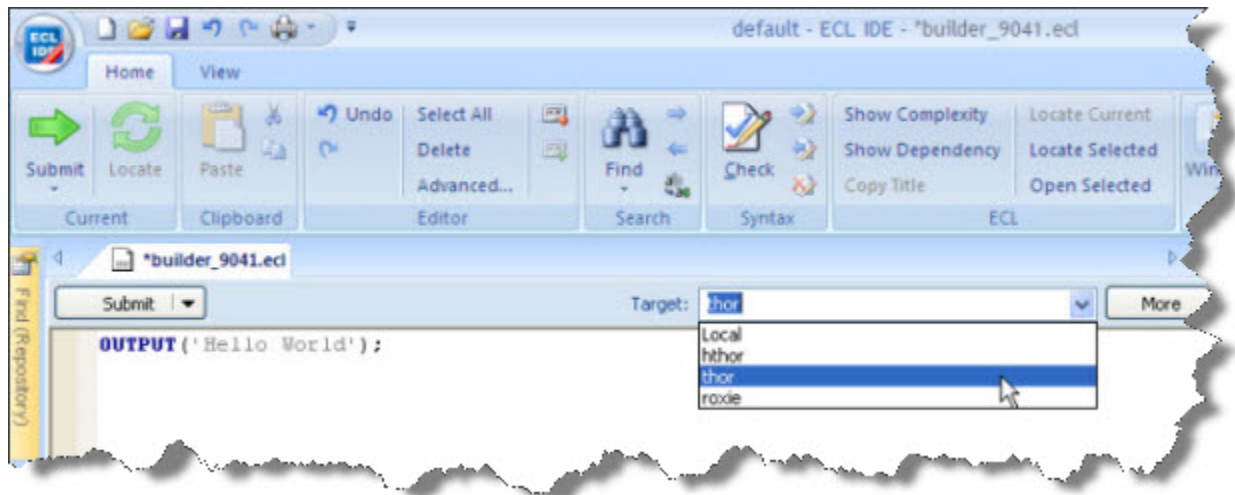 ECL IDE
default - ECL IDE - *builder_9041.ecl
Home View
Submit Locate Paste Undo Select All Delete Advanced... Find Check Show Complexity Show Dependency Copy Title Locate Current Locate Selected Open Selected
Current Clipboard Editor Search Syntax ECL
*builder_9041.ecl
Find (Repository)
Submit Target: thor More
OUTPUT('Hello World');
Local
hthor
thor
roxie